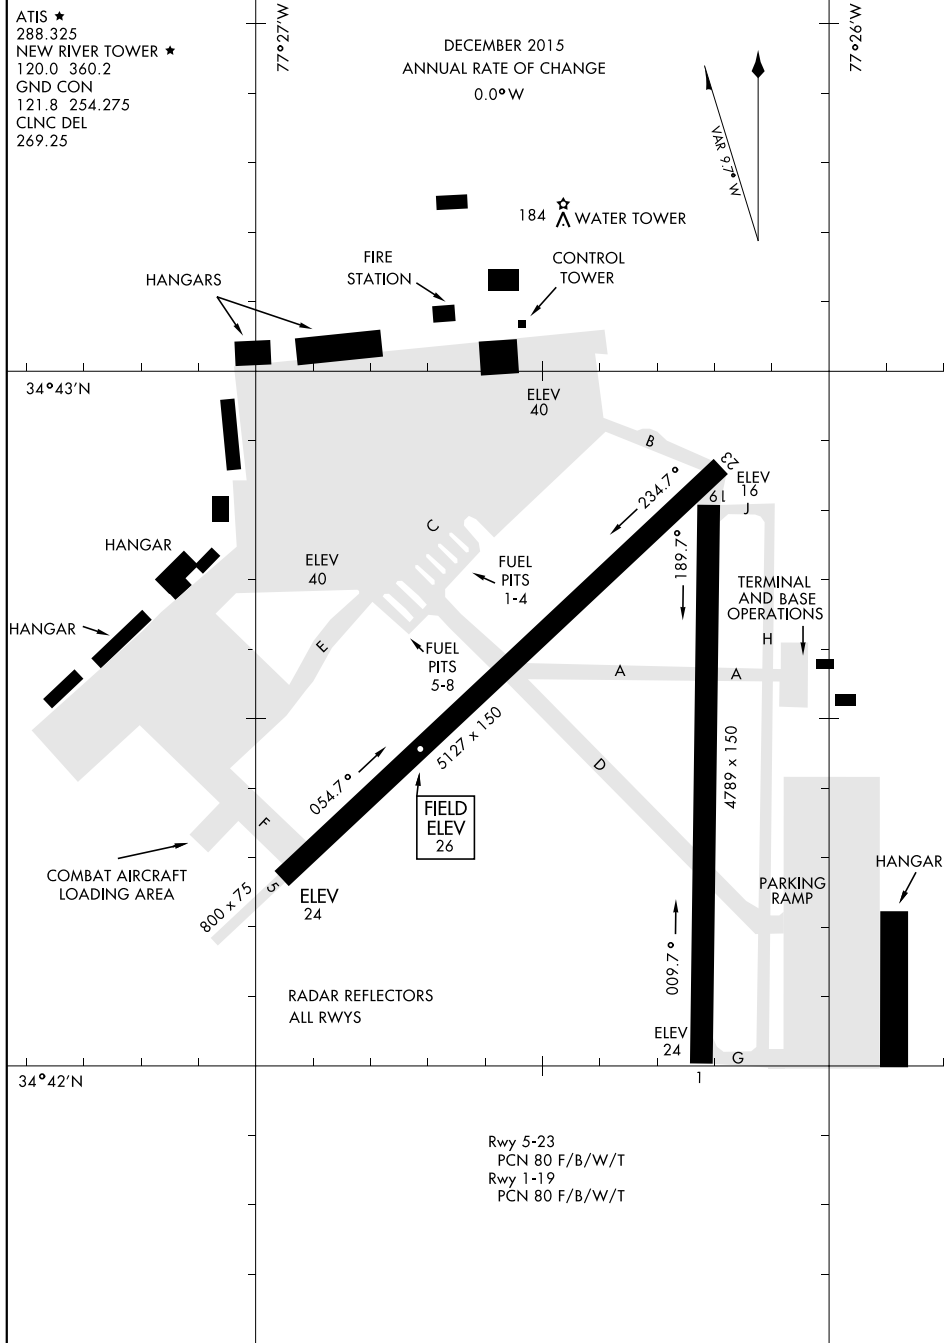 ATIS ★
288.325
NEW RIVER TOWER ★
120.0 360.2
GND CON
121.8 254.275
CLNC DEL
269.25
77°27'W
DECEMBER 2015
ANNUAL RATE OF CHANGE
0.0°W
77°26'W
VAR 9.7° W
184
WATER TOWER
FIRE
STATION
CONTROL
TOWER
HANGARS
34°43'N
ELEV
40
B
23
ELEV
16
J
19
234.7°
189.7°
C
HANGAR
ELEV
40
FUEL
PITS
1-4
TERMINAL
AND BASE
OPERATIONS
HANGAR
E
FUEL
PITS
5-8
H
A
A
5127 x 150
D
4789 x 150
054.7°
FIELD
ELEV
26
F
COMBAT AIRCRAFT
LOADING AREA
800 x 75
5
ELEV
24
PARKING
RAMP
HANGAR
009.7°
RADAR REFLECTORS
ALL RWYS
ELEV
24
G
1
34°42'N
Rwy 5-23
PCN 80 F/B/W/T
Rwy 1-19
PCN 80 F/B/W/T